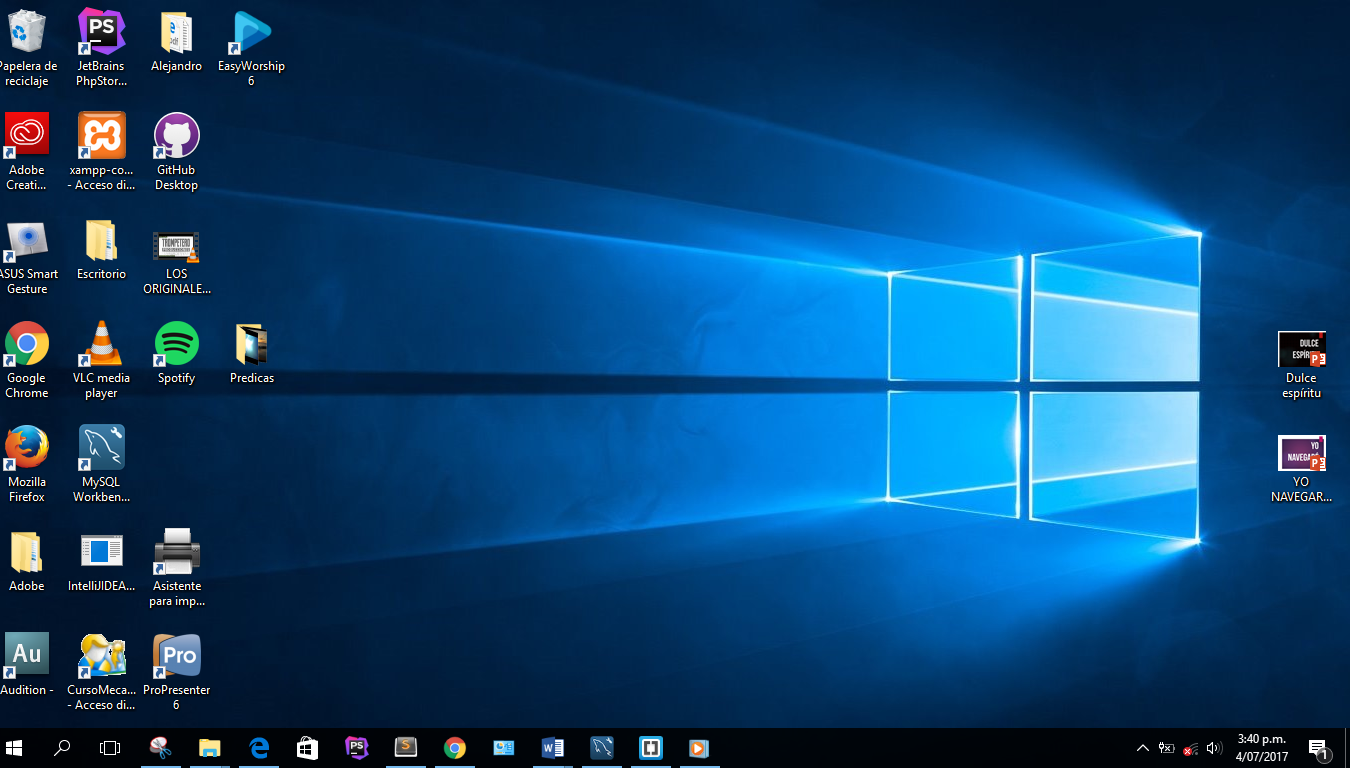 Papelera de
reciclaje
PS
JetBrains
PhpStor...
Alejandro
EasyWorship
6
Adobe
Creati...
xampp-co...
- Acceso di...
GitHub
Desktop
ASUS Smart
Gesture
Escritorio
TROMPETERO
LOS
ORIGINALE...
Google
Chrome
VLC media
player
Spotify
Predicas
DULCE
ESPÍR
Dulce
espíritu
Mozilla
Firefox
MySQL
Workben...
YO
NAVEGAR
YO
NAVEGAR...
Adobe
IntelliJIDEA...
Asistente
para imp...
Au
Audition -
CursoMeca...
- Acceso di...
Pro
ProPresenter
6
PS
S
W
3:40 p.m.
4/07/2017
1